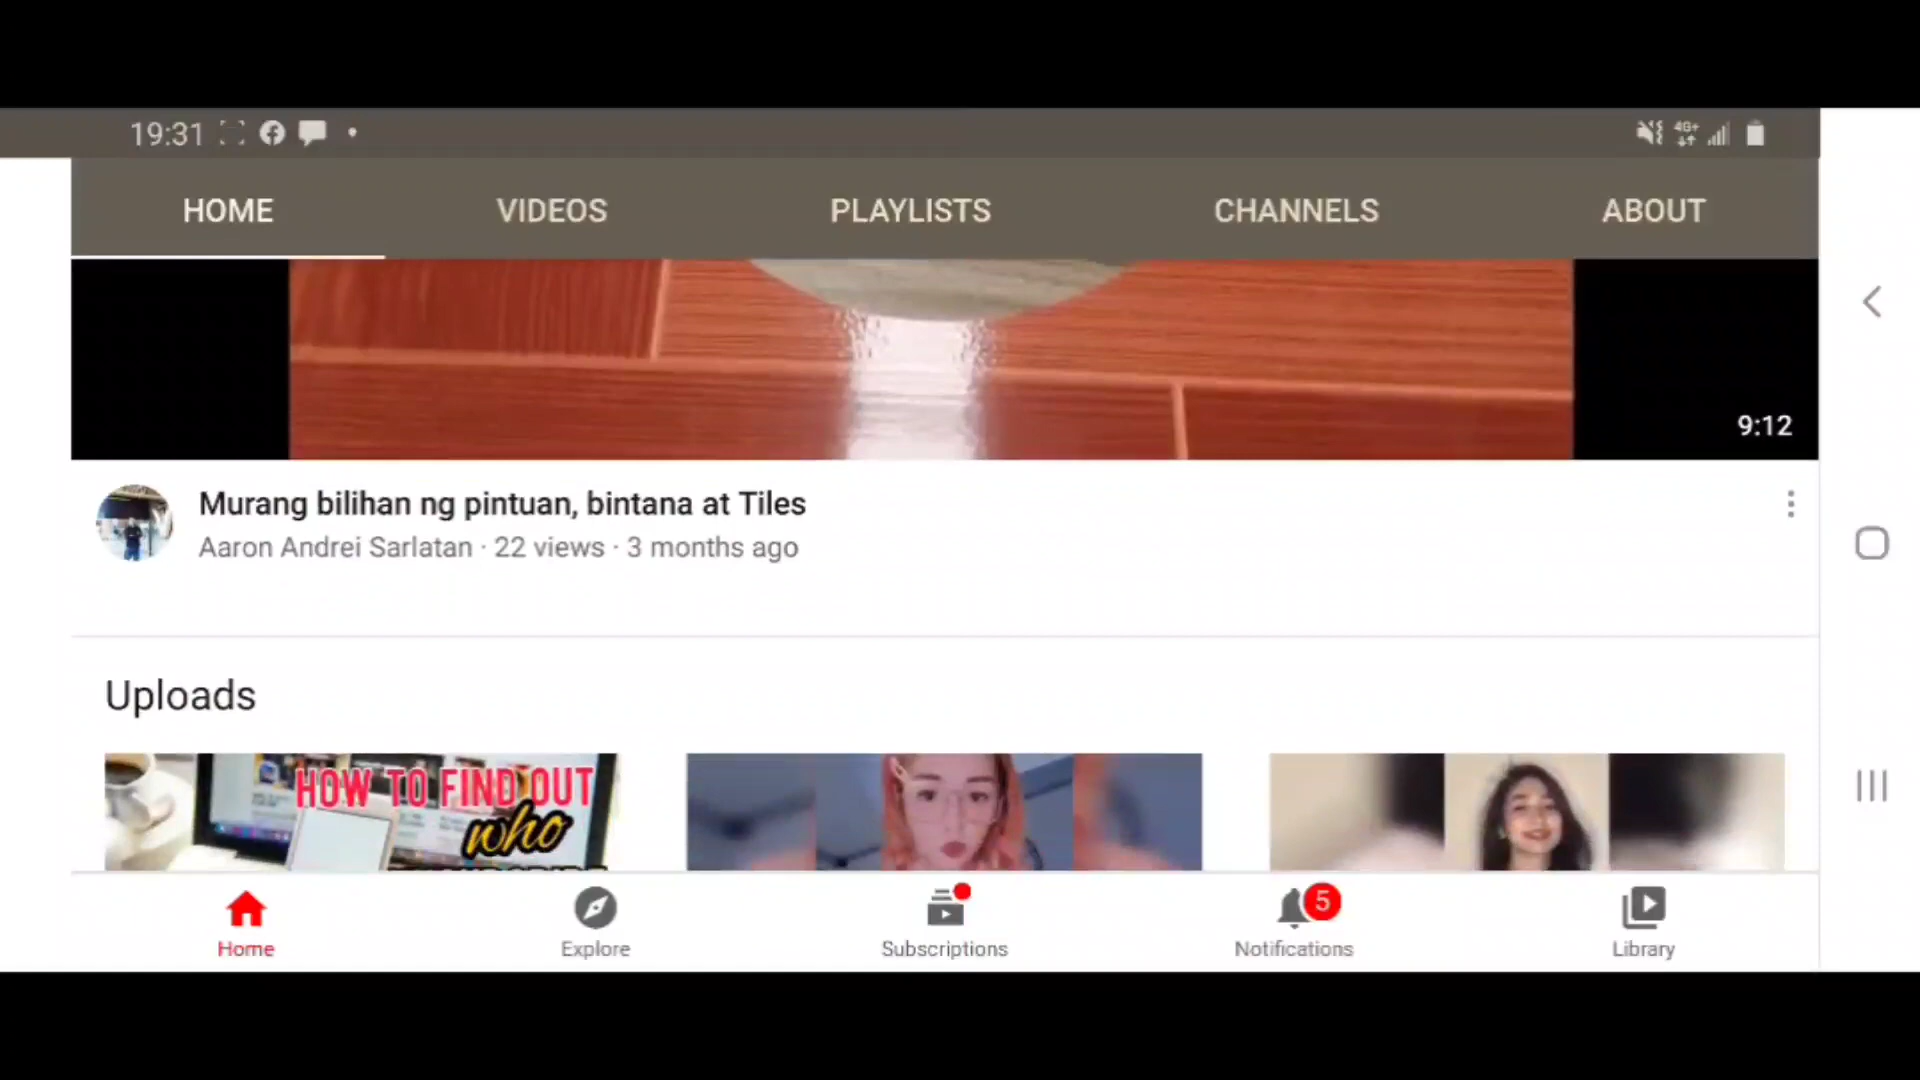 19:31
4G+
HOME VIDEOS PLAYLISTS CHANNELS ABOUT
9:12
Murang bilihan ng pintuan, bintana at Tiles
Aaron Andrei Sarlatan · 22 views · 3 months ago
Uploads
HOW TO FIND OUT
who
5
Home Explore Subscriptions Notifications Library